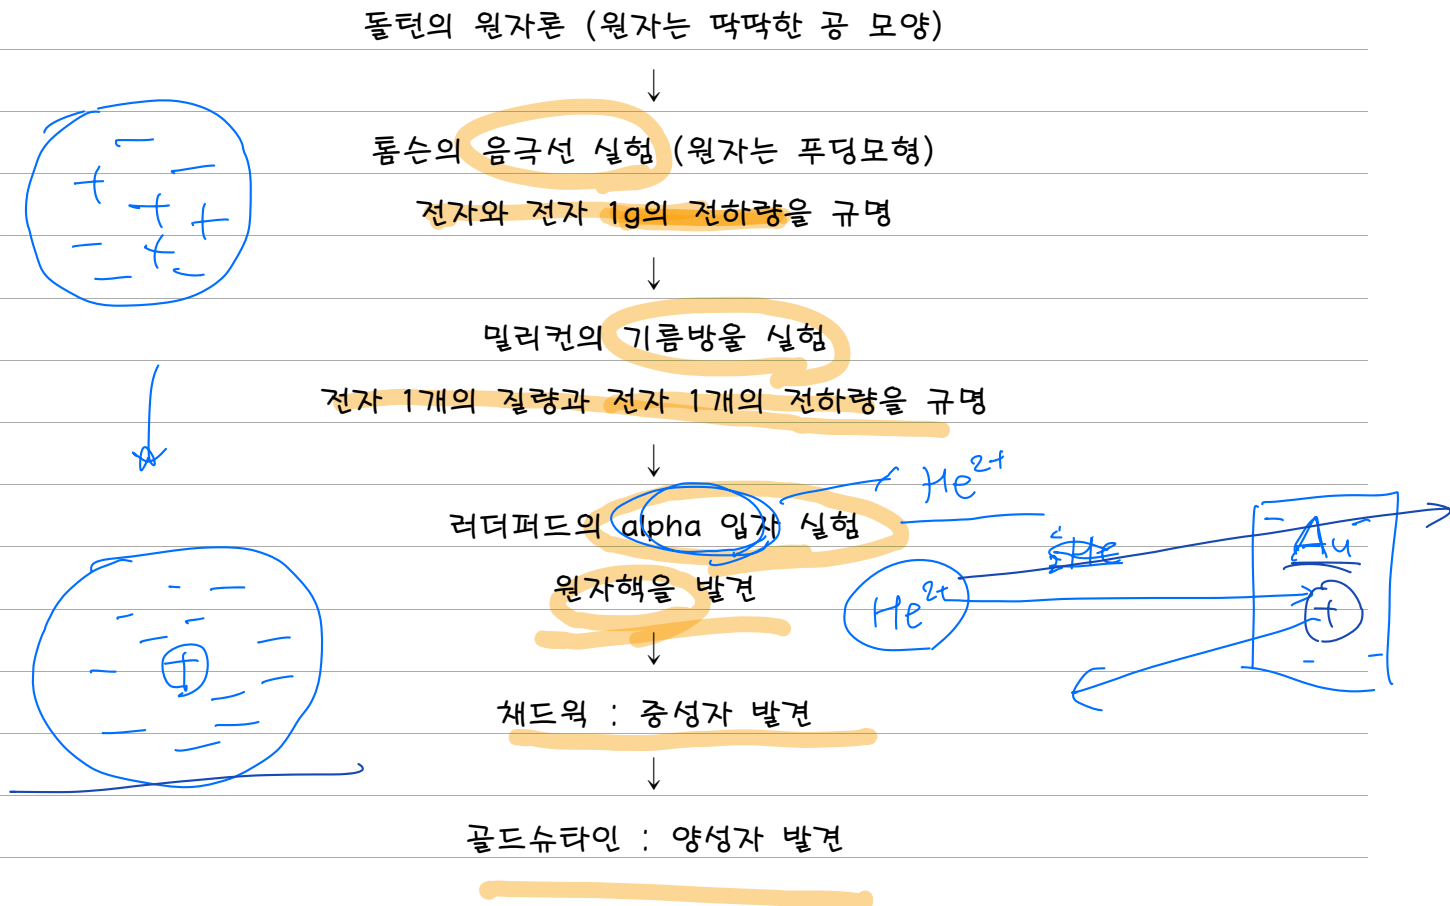 돌턴의 원자론 (원자는 딱딱한 공 모양)
↓
톰슨의 음극선 실험 (원자는 푸딩모형)
전자와 전자 1g의 전하량을 규명
↓
밀리컨의 기름방울 실험
전자 1개의 질량과 전자 1개의 전하량을 규명
↓
러더퍼드의 alpha 입자 실험
He²⁺
Au
원자핵을 발견
He²⁺
+
↓
채드윅 : 중성자 발견
↓
골드슈타인 : 양성자 발견